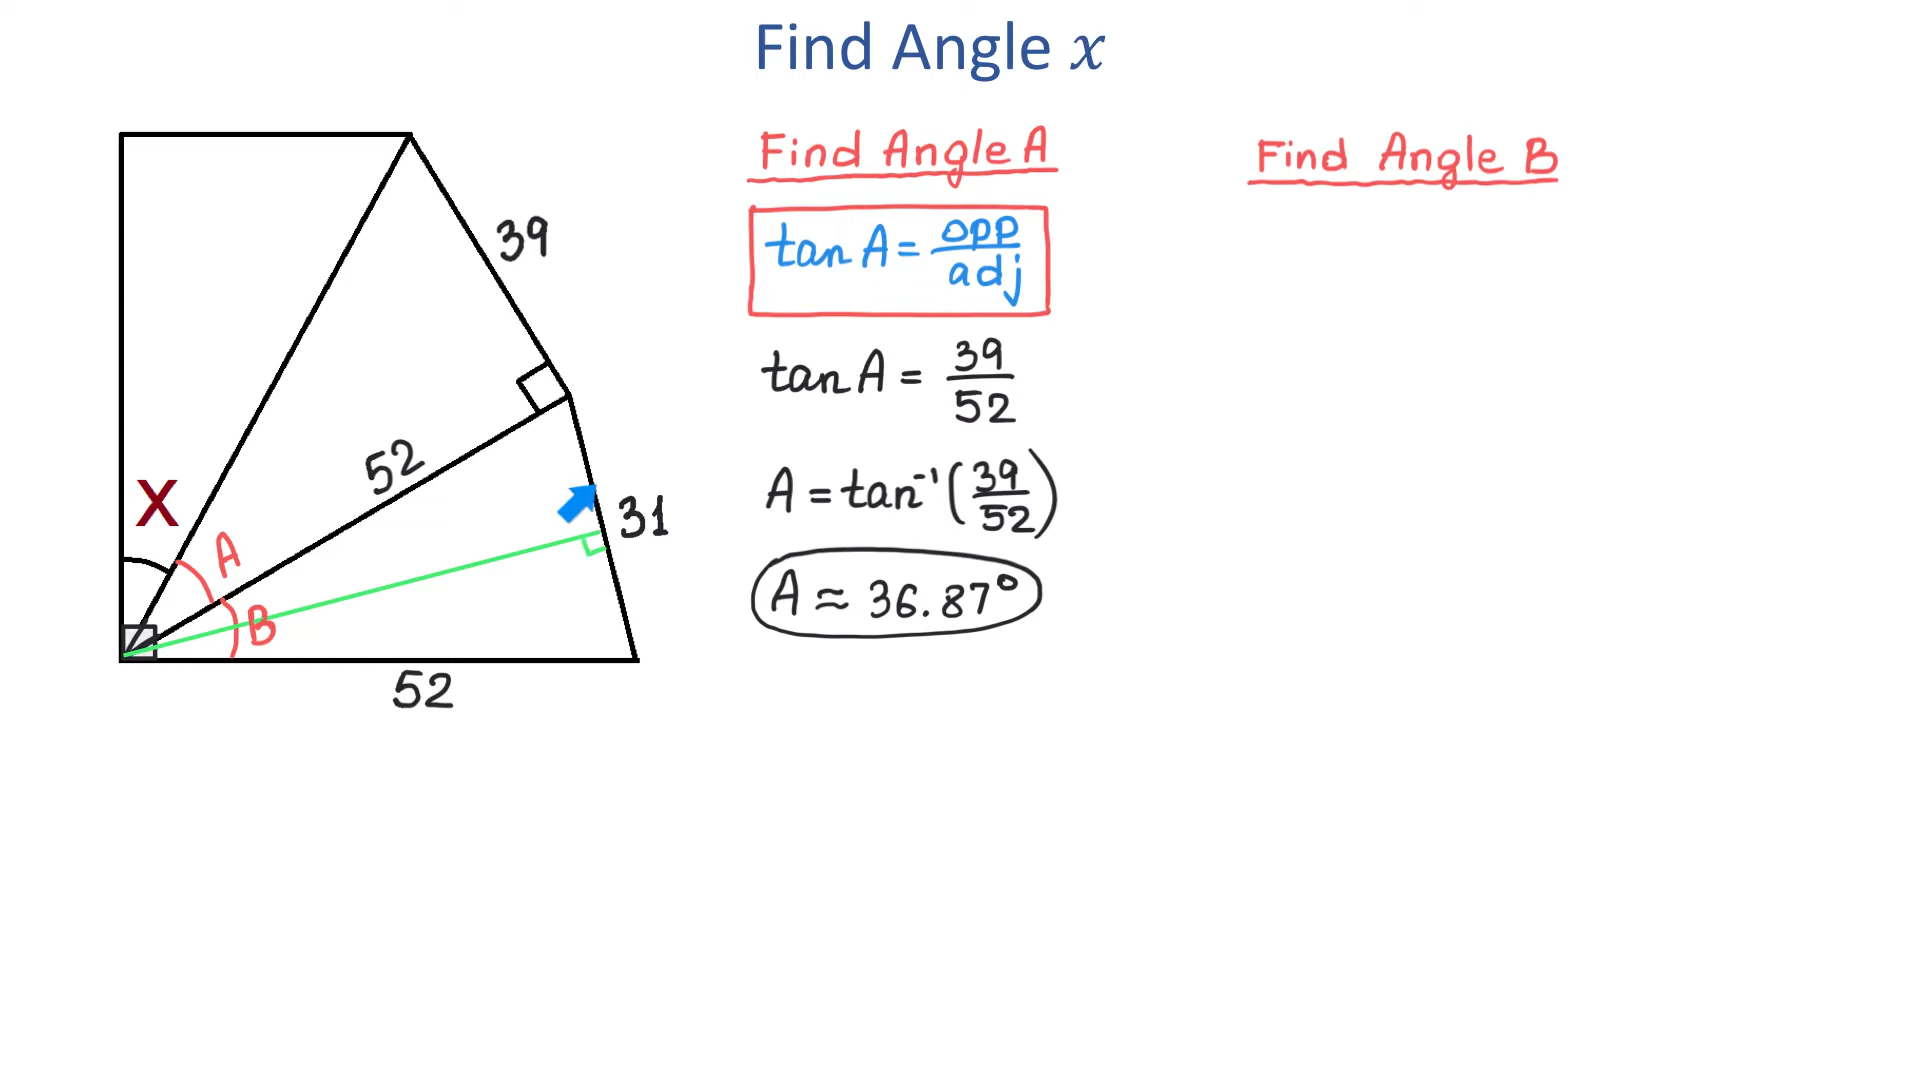 Find Angle x
Find Angle A
Find Angle B
tan A = opp/adj
39
tan A = 39/52
52
A = tan⁻¹(39/52)
X
31
A
A ≈ 36.87°
B
52